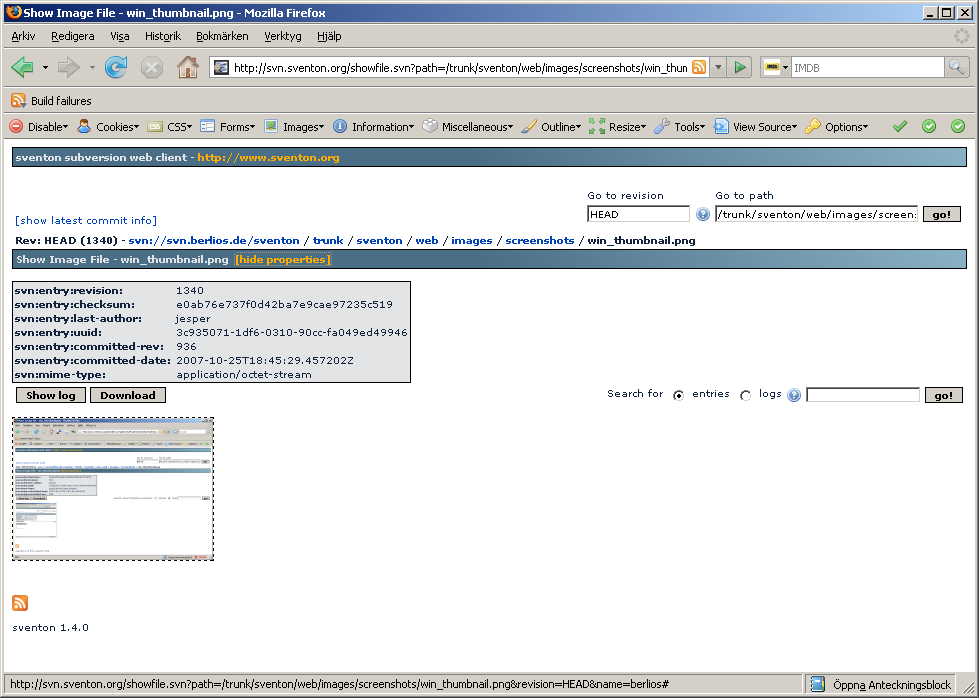 Show Image File - win_thumbnail.png - Mozilla Firefox
Arkiv Redigera Visa Historik Bokmärken Verktyg Hjälp
http://svn.sventon.org/showfile.svn?path=/trunk/sventon/web/images/screenshots/win_thum IMDB
Build failures
Disable Cookies CSS Forms Images Information Miscellaneous Outline Resize Tools View Source Options
sventon subversion web client - http://www.sventon.org
Go to revision Go to path
[show latest commit info] HEAD /trunk/sventon/web/images/screen: go!
Rev: HEAD (1340) - svn://svn.berlios.de/sventon / trunk / sventon / web / images / screenshots / win_thumbnail.png
Show Image File - win_thumbnail.png [hide properties]
svn:entry:revision: 1340
svn:entry:checksum: e0ab76e737f0d42ba7e9cae97235c519
svn:entry:last-author: jesper
svn:entry:uuid: 3c935071-1df6-0310-90cc-fa049ed49946
svn:entry:committed-rev: 936
svn:entry:committed-date: 2007-10-25T18:45:29.457202Z
svn:mime-type: application/octet-stream
Show log Download Search for entries logs go!
sventon 1.4.0
http://svn.sventon.org/showfile.svn?path=/trunk/sventon/web/images/screenshots/win_thumbnail.png&revision=HEAD&name=berlios# Öppna Anteckningsblock